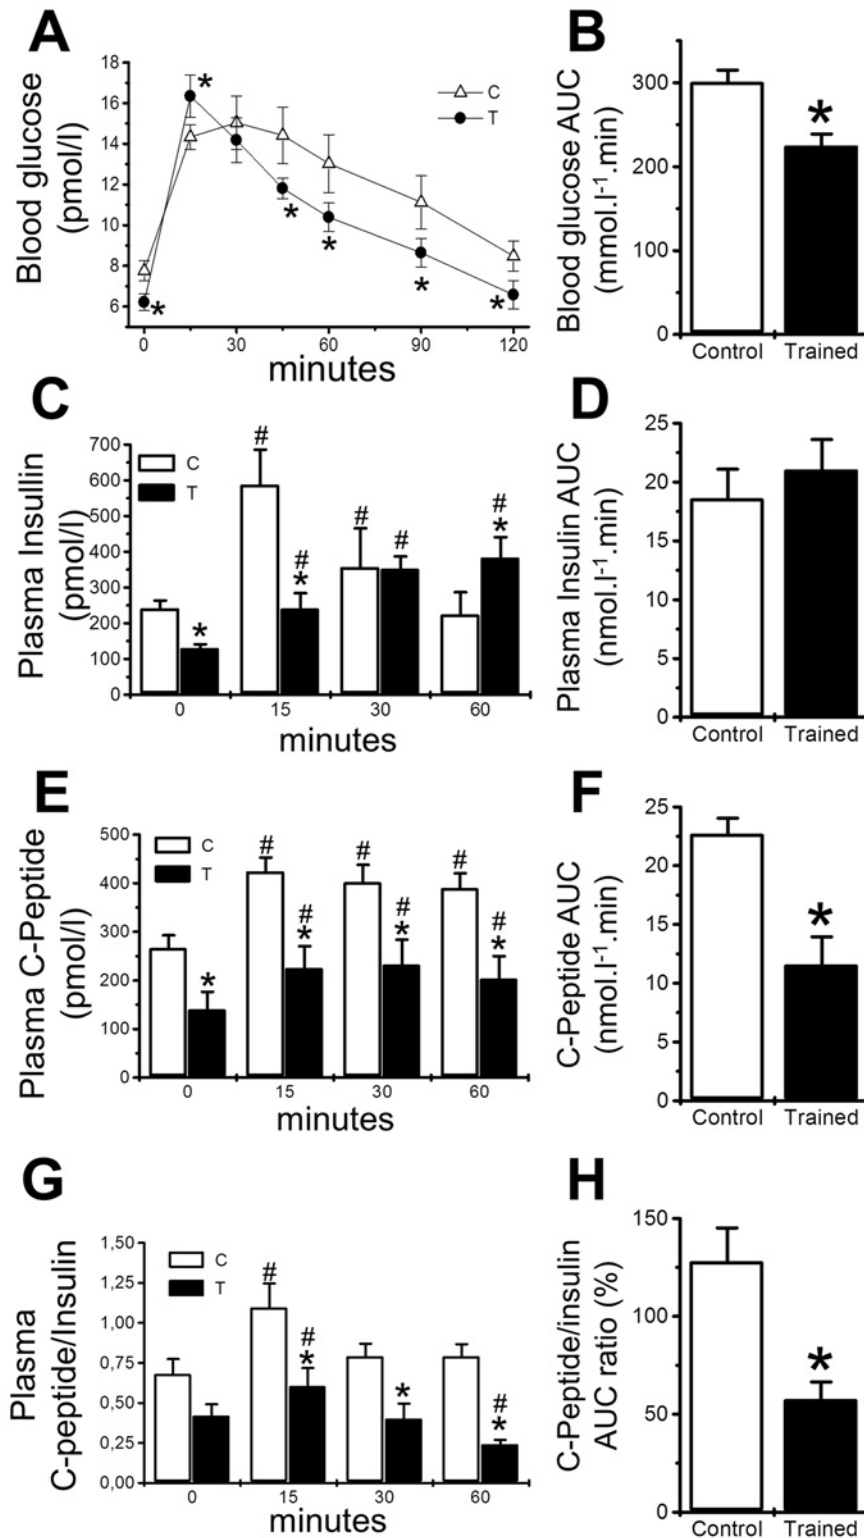 A
Blood glucose
(pmol/l)
18
16
14
12
10
8
6
C
T
*
*
*
*
*
*
0
30
60
90
120
minutes
B
Blood glucose AUC
(mmol.l-1.min)
300
200
100
0
*
Control
Trained
C
Plasma Insullin
(pmol/l)
700
600
500
400
300
200
100
0
C
T
*
#
#
*
#
#
#
*
0
15
30
60
minutes
D
Plasma Insulin AUC
(nmol.l-1.min)
25
20
15
10
5
0
Control
Trained
E
Plasma C-Peptide
(pmol/l)
500
400
300
200
100
0
C
T
*
#
#
*
#
#
*
#
#
*
0
15
30
60
minutes
F
C-Peptide AUC
(nmol.l-1.min)
25
20
15
10
5
0
*
Control
Trained
G
Plasma
C-peptide/Insulin
1,50
1,25
1,00
0,75
0,50
0,25
0,00
C
T
#
#
*
*
#
*
0
15
30
60
minutes
H
C-Peptide/insulin
AUC ratio (%)
150
100
50
0
*
Control
Trained